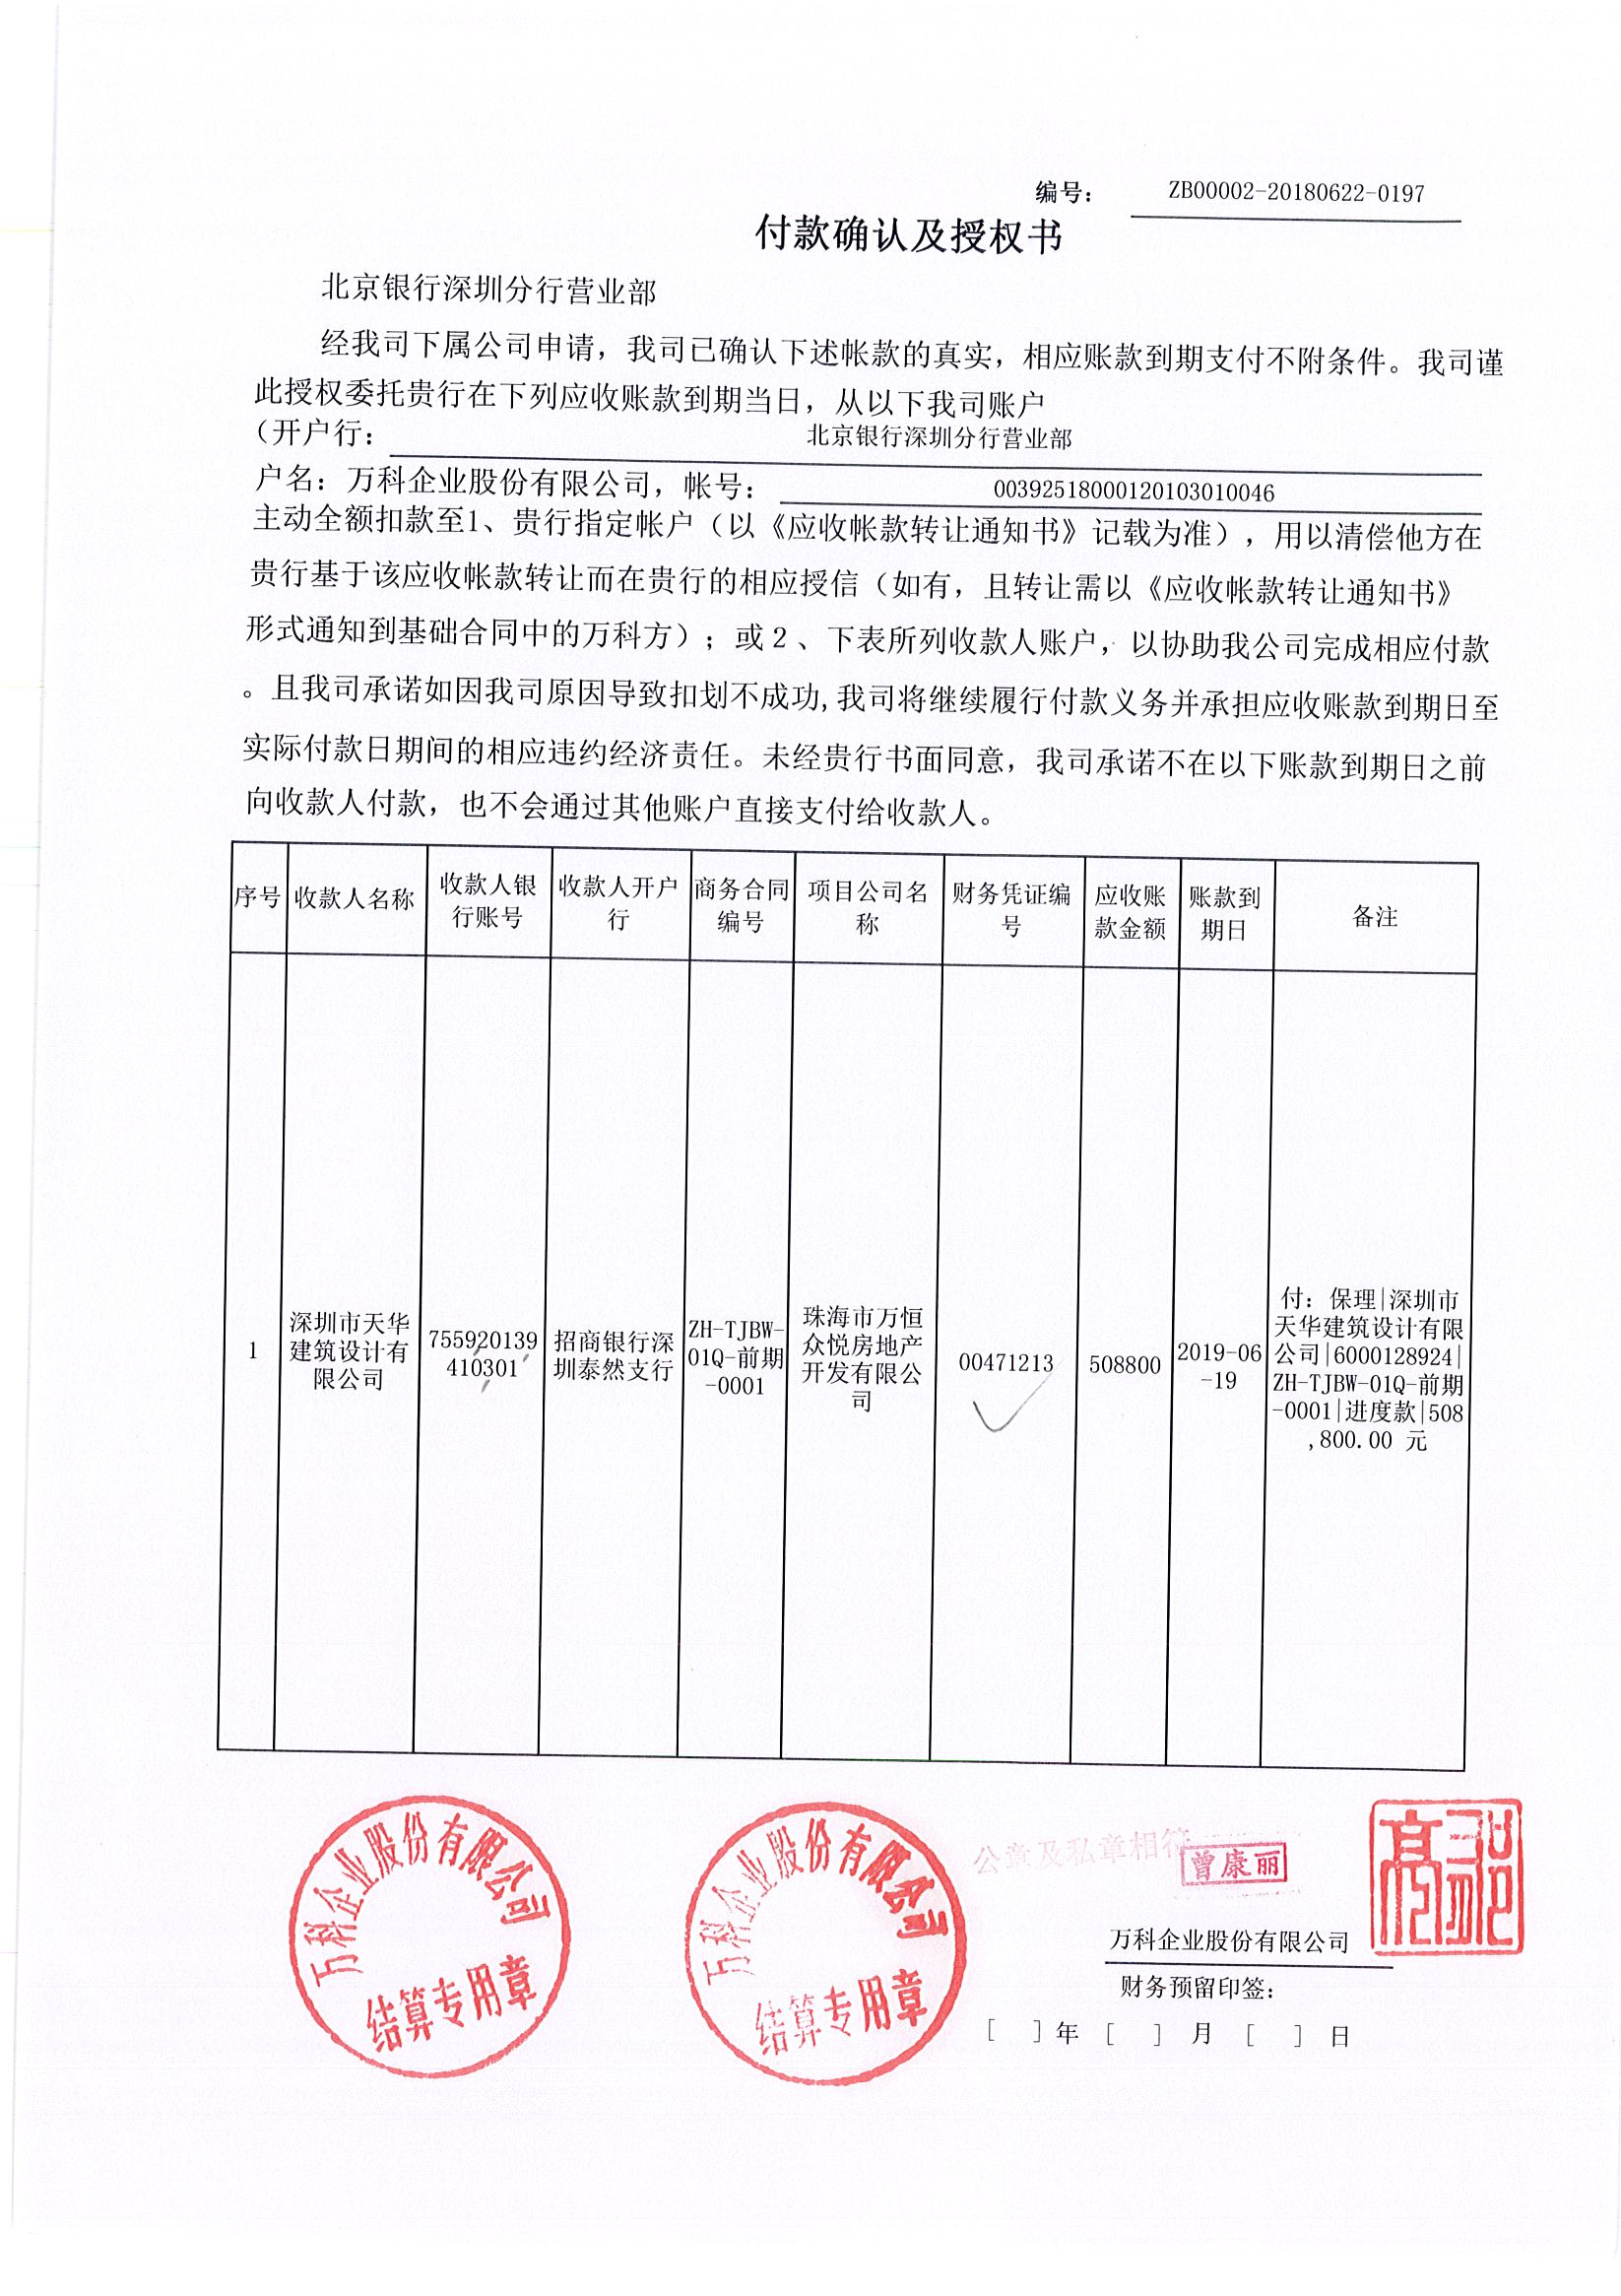 编号： ZB00002-20180622-0197
付款确认及授权书
北京银行深圳分行营业部
经我司下属公司申请，我司已确认下述帐款的真实，相应账款到期支付不附条件。我司谨
此授权委托贵行在下列应收账款到期当日，从以下我司账户
（开户行： 北京银行深圳分行营业部
户名：万科企业股份有限公司，帐号： 00392518000120103010046
主动全额扣款至1、贵行指定帐户（以《应收帐款转让通知书》记载为准），用以清偿他方在
贵行基于该应收帐款转让而在贵行的相应授信（如有，且转让需以《应收帐款转让通知书》
形式通知到基础合同中的万科方）；或 2 、下表所列收款人账户，以协助我公司完成相应付款
。且我司承诺如因我司原因导致扣划不成功,我司将继续履行付款义务并承担应收账款到期日至
实际付款日期间的相应违约经济责任。未经贵行书面同意，我司承诺不在以下账款到期日之前
向收款人付款，也不会通过其他账户直接支付给收款人。
序号
收款人名称
收款人银
行账号
收款人开户
行
商务合同
编号
项目公司名
称
财务凭证编
号
应收账
款金额
账款到
期日
备注
1
深圳市天华
建筑设计有
限公司
755920139
410301
招商银行深
圳泰然支行
ZH-TJBW-
01Q-前期
-0001
珠海市万恒
众悦房地产
开发有限公
司
00471213
508800
2019-06
-19
付：保理|深圳市
天华建筑设计有限
公司|6000128924|
ZH-TJBW-01Q-前期
-0001|进度款|508
,800.00 元
万科企业股份有限公司
结算专用章
万科企业股份有限公司
结算专用章
公章及私章相符
曾康丽
万科企业股份有限公司
财务预留印签：
[ ] 年 [ ] 月 [ ] 日